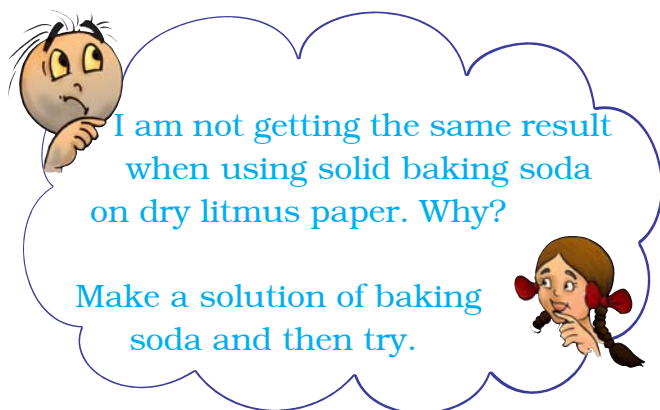 I am not getting the same result
when using solid baking soda
on dry litmus paper. Why?
Make a solution of baking
soda and then try.